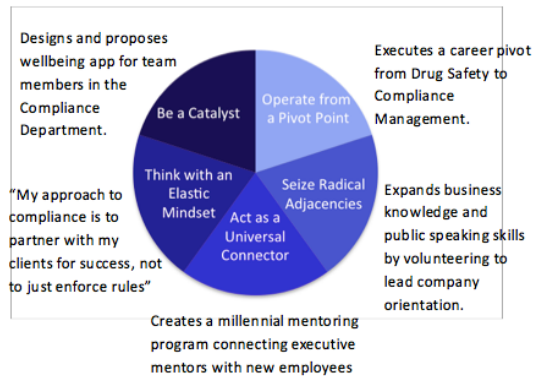 Designs and proposes
wellbeing app for team
members in the
Compliance
Department.
Executes a career pivot
from Drug Safety to
Compliance
Management.
Be a Catalyst
Operate from
a Pivot Point
Think with an
Elastic
Mindset
Seize Radical
Adjacencies
Act as a
Universal
Connector
“My approach to
compliance is to
partner with my
clients for success, not
to just enforce rules”
Expands business
knowledge and
public speaking skills
by volunteering to
lead company
orientation.
Creates a millennial mentoring
program connecting executive
mentors with new employees